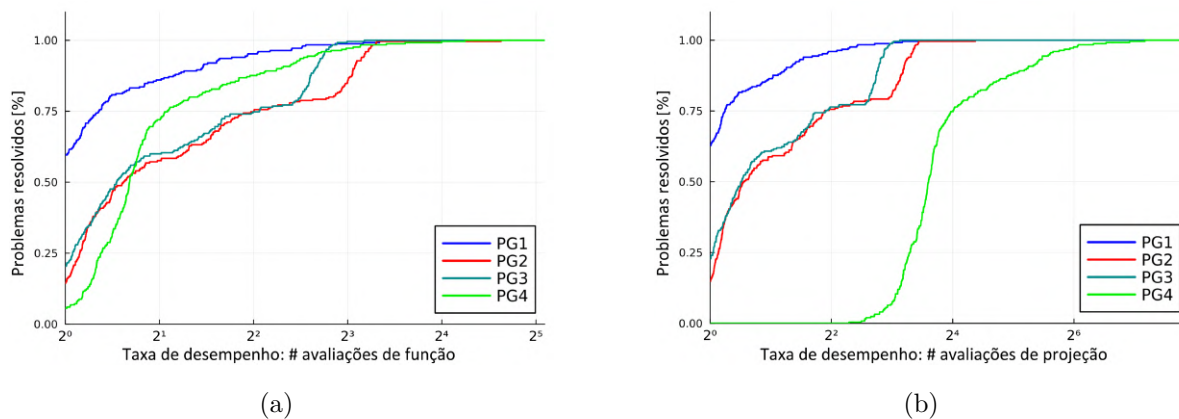 Problemas resolvidos [%]
1.00
0.75
0.50
0.25
0.00
2⁰
2¹
2²
2³
2⁴
2⁵
Taxa de desempenho: # avaliações de função
PG1
PG2
PG3
PG4
(a)
Problemas resolvidos [%]
1.00
0.75
0.50
0.25
0.00
2⁰
2²
2⁴
2⁶
Taxa de desempenho: # avaliações de projeção
PG1
PG2
PG3
PG4
(b)